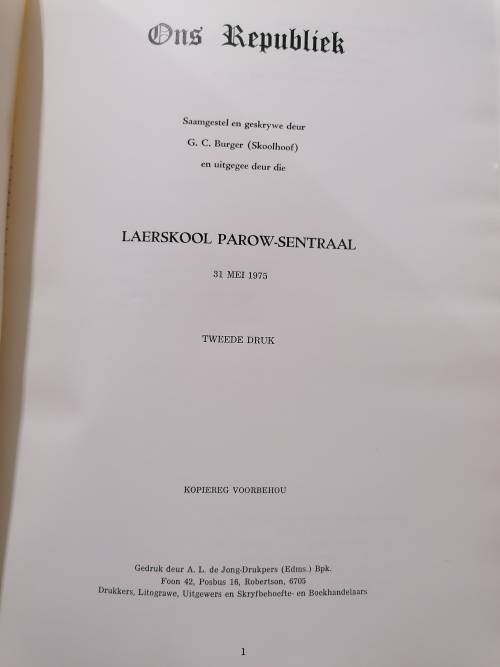 Ons Republiek
Saamgestel en geskrywe deur
G. C. Burger (Skoolhoof)
en uitgegee deur die
LAERSKOOL PAROW-SENTRAAL
31 MEI 1975
TWEEDE DRUK
KOPIEREG VOORBEHOU
Gedruk deur A. L. de Jong-Drukpers (Edms.) Bpk.
Foon 42, Posbus 16, Robertson, 6705
Drukkers, Litograwe, Uitgewers en Skryfbehoefte- en Boekhandelaars
1